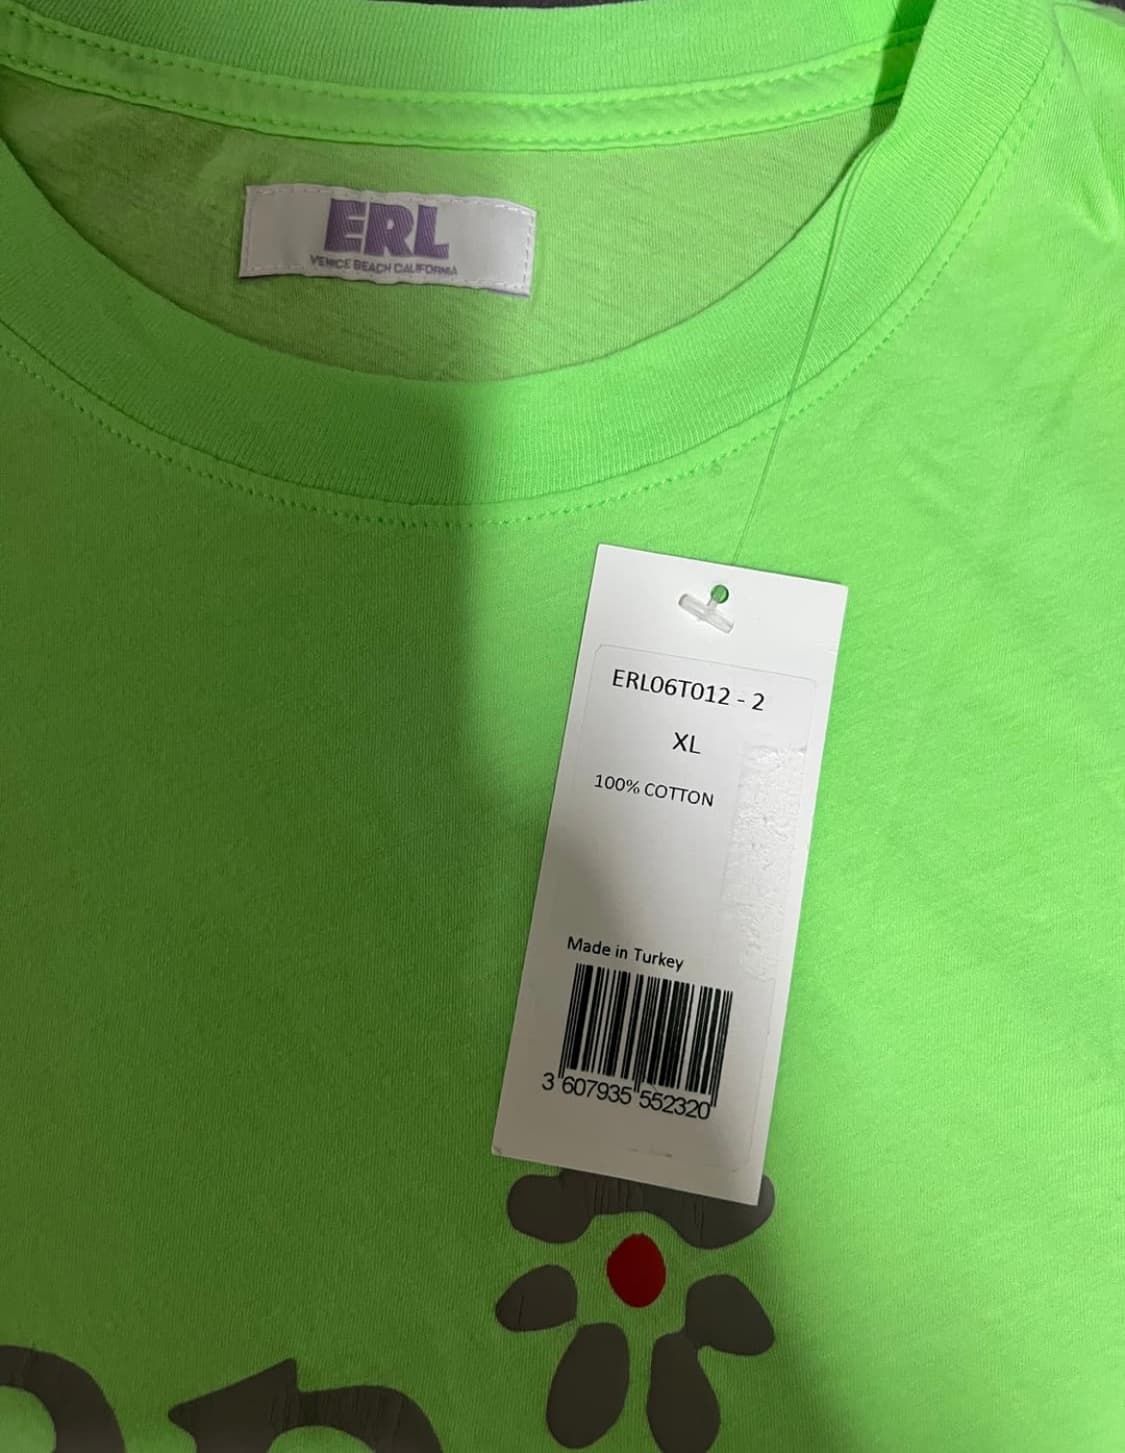 ERL
VENICE BEACH CALIFORNIA
ERL06T012 - 2
XL
100% COTTON
Made in Turkey
3 607935 552320